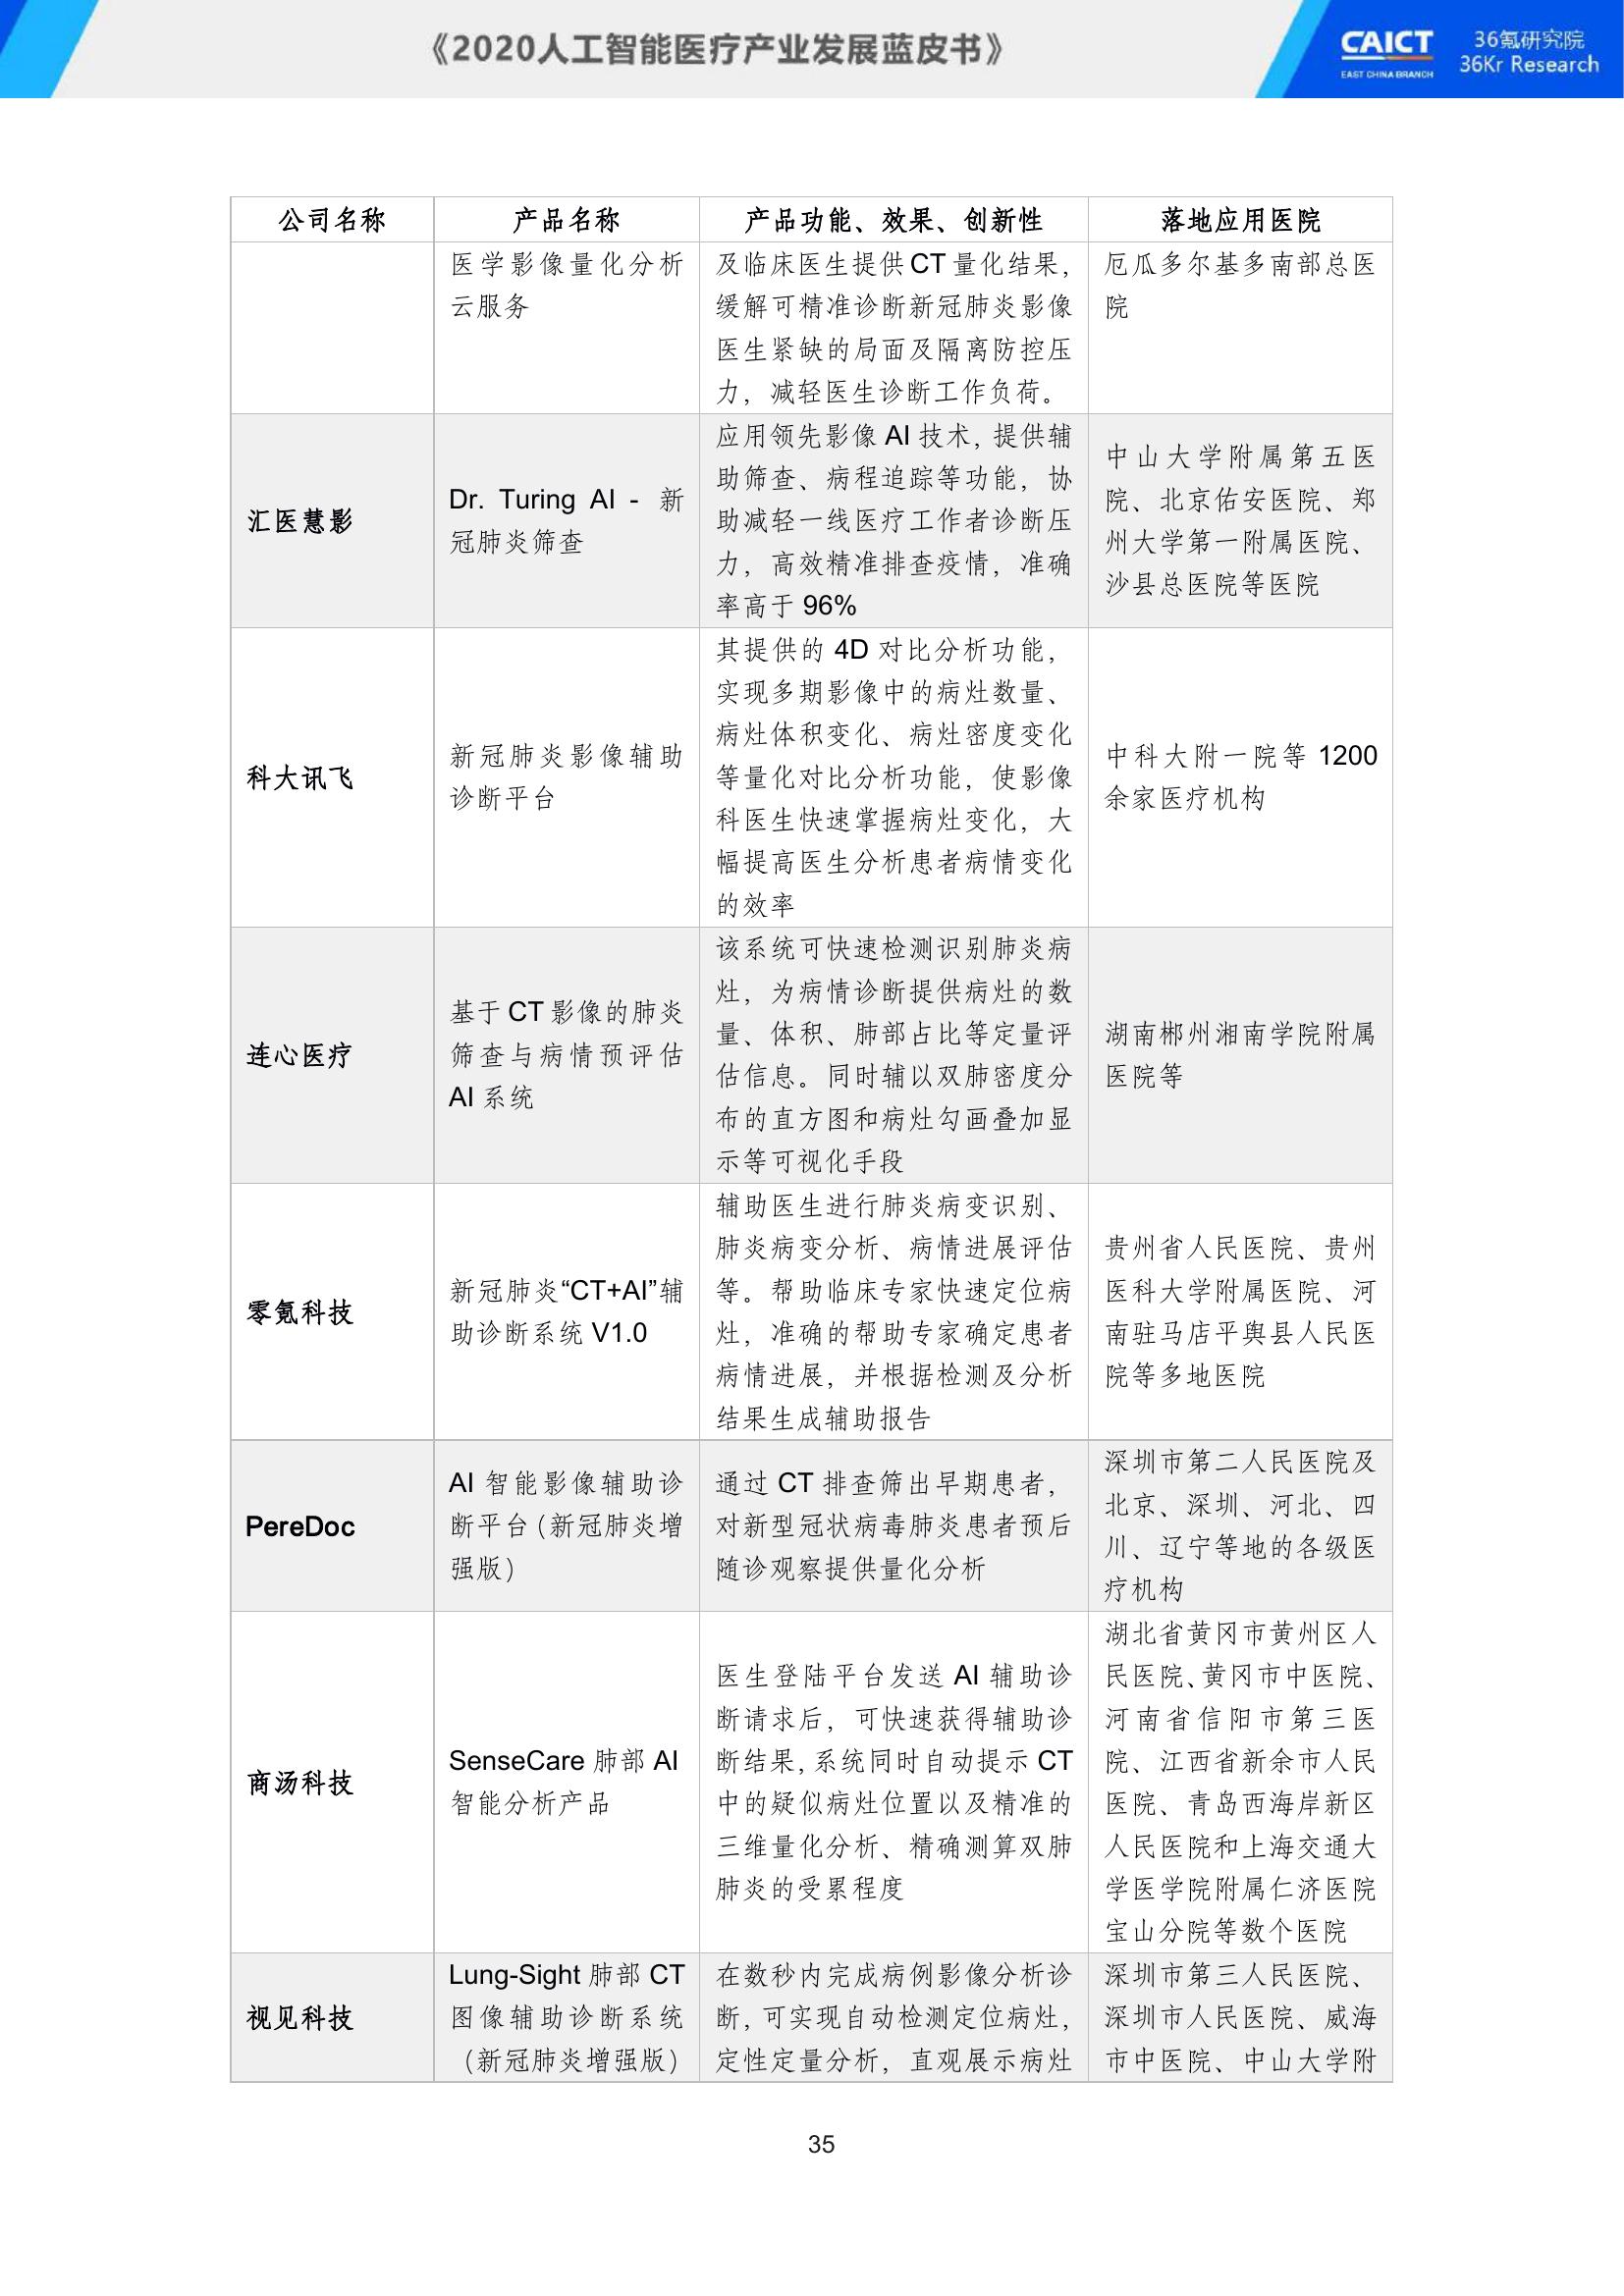 《2020人工智能医疗产业发展蓝皮书》
CAICT
EAST CHINA BRANCH
36氪研究院
36Kr Research
公司名称
产品名称
产品功能、效果、创新性
落地应用医院
医学影像量化分析
云服务
及临床医生提供 CT 量化结果，
缓解可精准诊断新冠肺炎影像
医生紧缺的局面及隔离防控压
力，减轻医生诊断工作负荷。
厄瓜多尔基多南部总医
院
汇医慧影
Dr. Turing AI - 新
冠肺炎筛查
应用领先影像 AI 技术，提供辅
助筛查、病程追踪等功能，协
助减轻一线医疗工作者诊断压
力，高效精准排查疫情，准确
率高于 96%
中山大学附属第五医
院、北京佑安医院、郑
州大学第一附属医院、
沙县总医院等医院
科大讯飞
新冠肺炎影像辅助
诊断平台
其提供的 4D 对比分析功能，
实现多期影像中的病灶数量、
病灶体积变化、病灶密度变化
等量化对比分析功能，使影像
科医生快速掌握病灶变化，大
幅提高医生分析患者病情变化
的效率
中科大附一院等 1200
余家医疗机构
连心医疗
基于 CT 影像的肺炎
筛查与病情预评估
AI 系统
该系统可快速检测识别肺炎病
灶，为病情诊断提供病灶的数
量、体积、肺部占比等定量评
估信息。同时辅以双肺密度分
布的直方图和病灶勾画叠加显
示等可视化手段
湖南郴州湘南学院附属
医院等
零氪科技
新冠肺炎“CT+AI”辅
助诊断系统 V1.0
辅助医生进行肺炎病变识别、
肺炎病变分析、病情进展评估
等。帮助临床专家快速定位病
灶，准确的帮助专家确定患者
病情进展，并根据检测及分析
结果生成辅助报告
贵州省人民医院、贵州
医科大学附属医院、河
南驻马店平舆县人民医
院等多地医院
PereDoc
AI 智能影像辅助诊
断平台（新冠肺炎增
强版）
通过 CT 排查筛出早期患者，
对新型冠状病毒肺炎患者预后
随诊观察提供量化分析
深圳市第二人民医院及
北京、深圳、河北、四
川、辽宁等地的各级医
疗机构
商汤科技
SenseCare 肺部 AI
智能分析产品
医生登陆平台发送 AI 辅助诊
断请求后，可快速获得辅助诊
断结果，系统同时自动提示 CT
中的疑似病灶位置以及精准的
三维量化分析、精确测算双肺
肺炎的受累程度
湖北省黄冈市黄州区人
民医院、黄冈市中医院、
河南省信阳市第三医
院、江西省新余市人民
医院、青岛西海岸新区
人民医院和上海交通大
学医学院附属仁济医院
宝山分院等数个医院
视见科技
Lung-Sight 肺部 CT
图像辅助诊断系统
（新冠肺炎增强版）
在数秒内完成病例影像分析诊
断，可实现自动检测定位病灶，
定性定量分析，直观展示病灶
深圳市第三人民医院、
深圳市人民医院、威海
市中医院、中山大学附
35